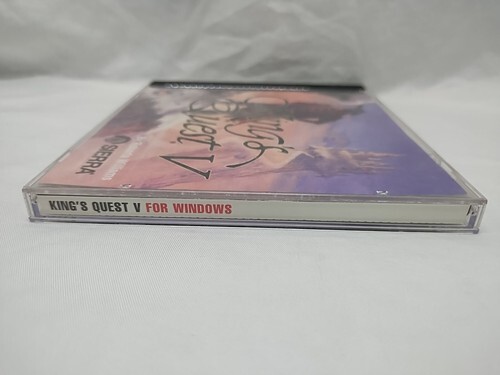 KING'S QUEST V FOR WINDOWS
King's
Quest V
SIERRA